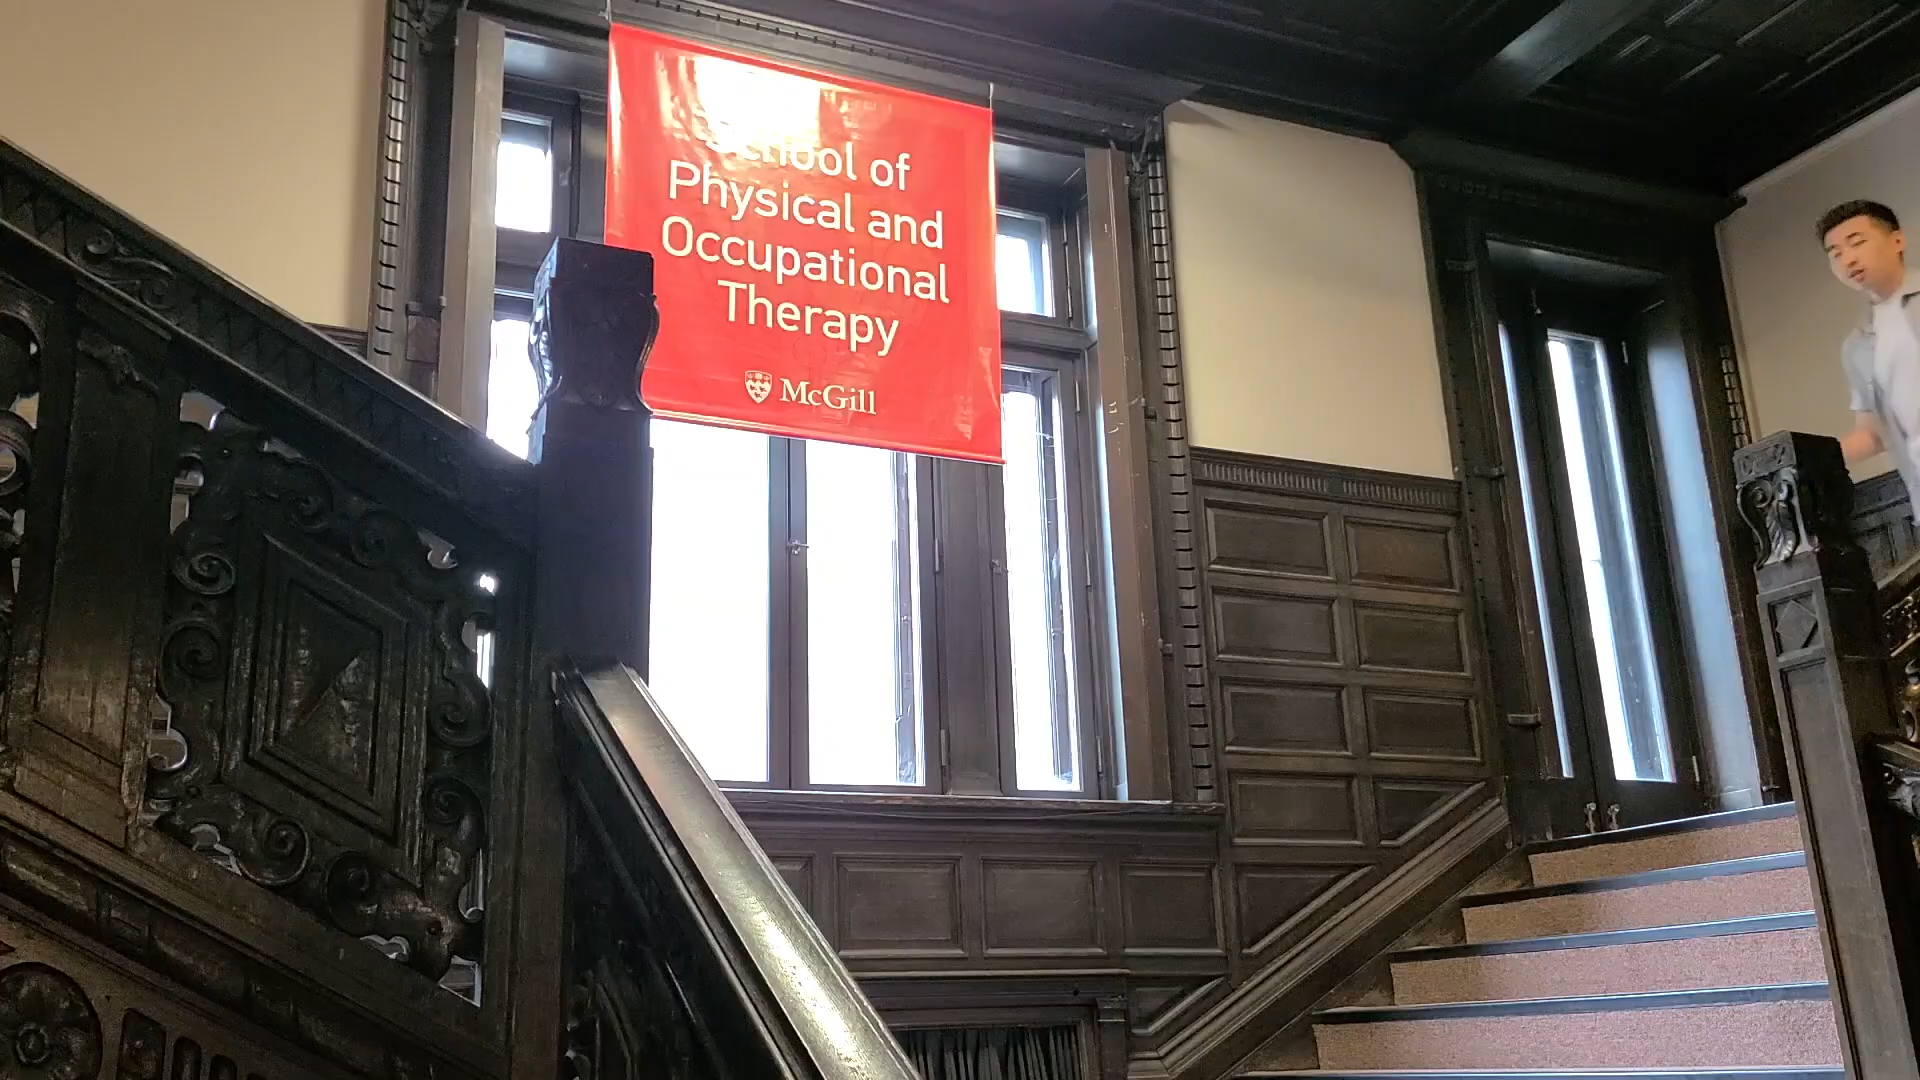 School of
Physical and
Occupational
Therapy
McGill